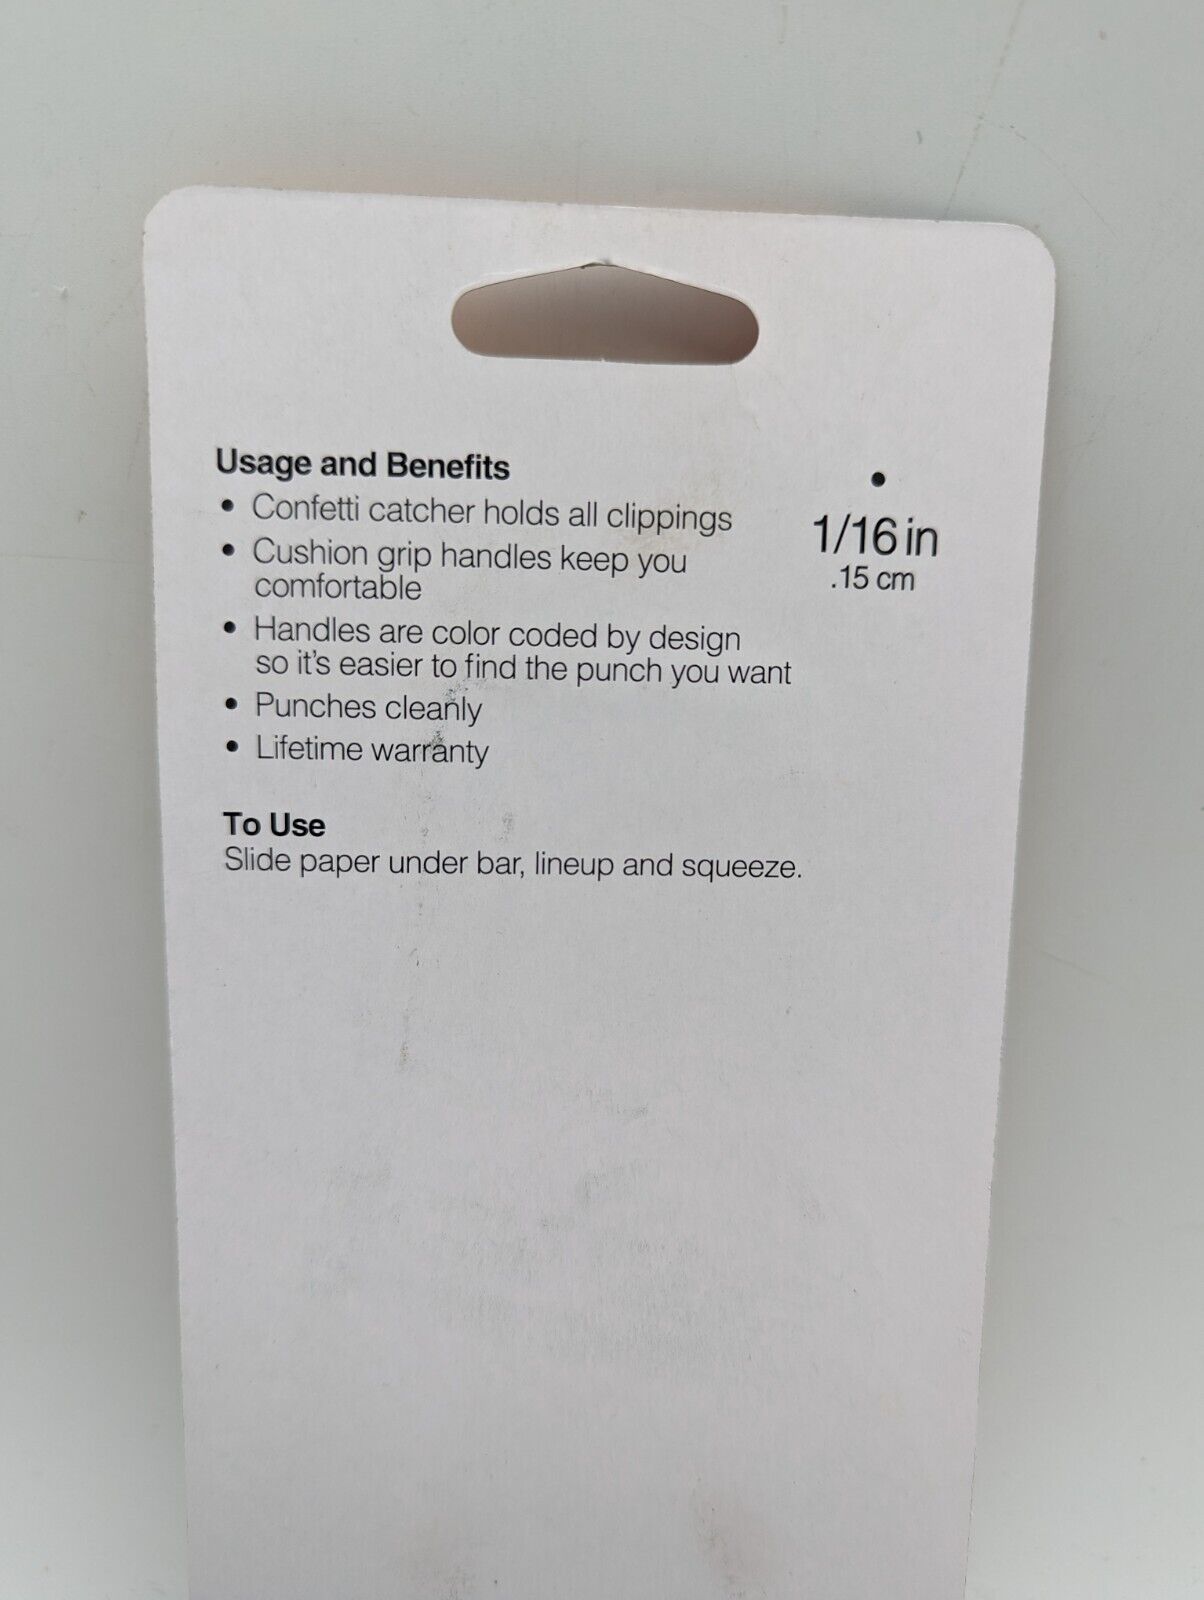 Usage and Benefits
• Confetti catcher holds all clippings
• Cushion grip handles keep you
comfortable
• Handles are color coded by design
so it's easier to find the punch you want
• Punches cleanly
• Lifetime warranty
1/16 in
.15 cm
To Use
Slide paper under bar, lineup and squeeze.